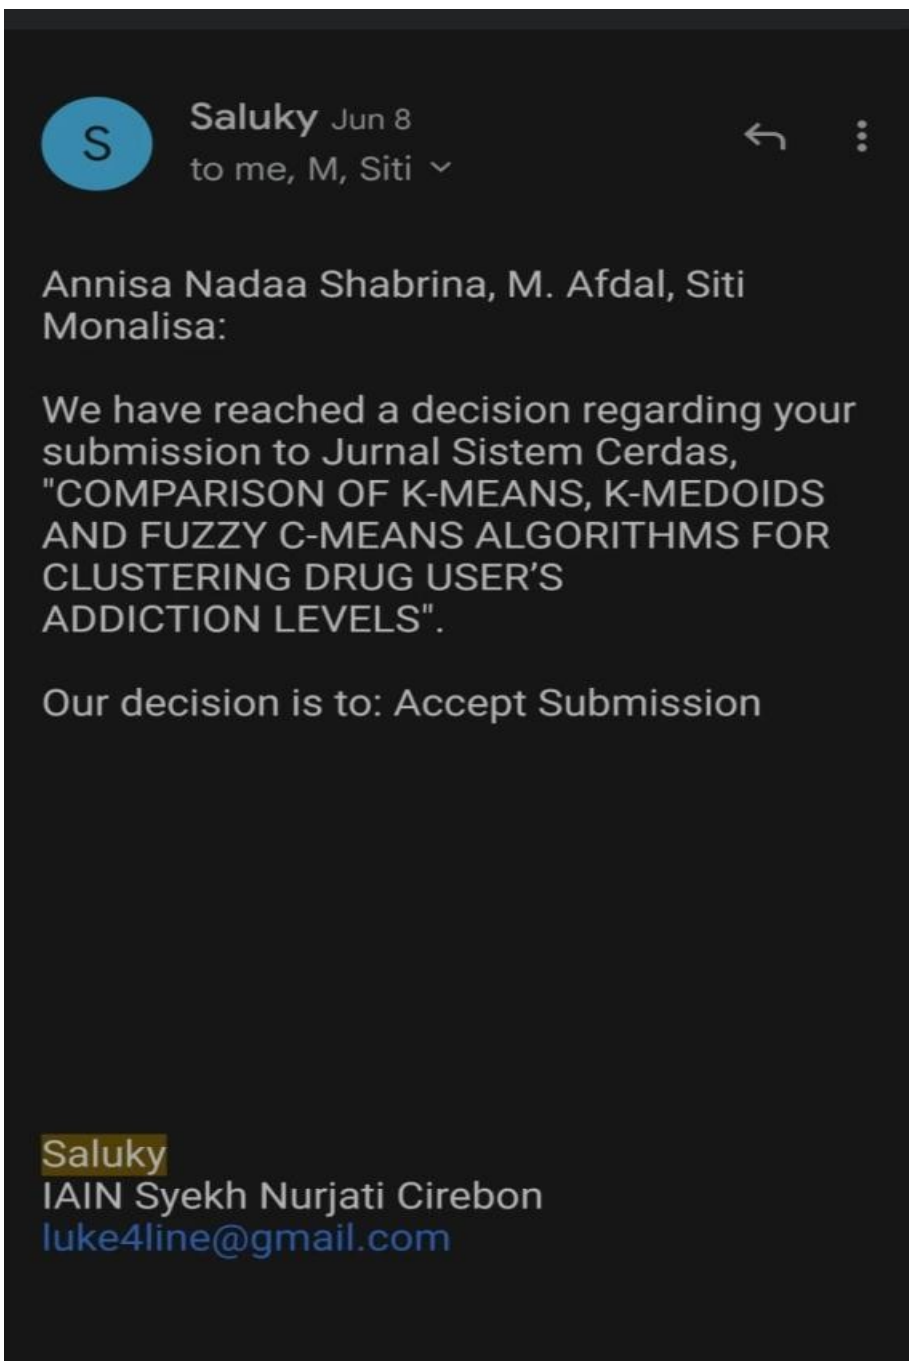 S
Saluky Jun 8
to me, M, Siti
Annisa Nadaa Shabrina, M. Afdal, Siti
Monalisa:
We have reached a decision regarding your
submission to Jurnal Sistem Cerdas,
"COMPARISON OF K-MEANS, K-MEDOIDS
AND FUZZY C-MEANS ALGORITHMS FOR
CLUSTERING DRUG USER’S
ADDICTION LEVELS".
Our decision is to: Accept Submission
Saluky
IAIN Syekh Nurjati Cirebon
luke4line@gmail.com